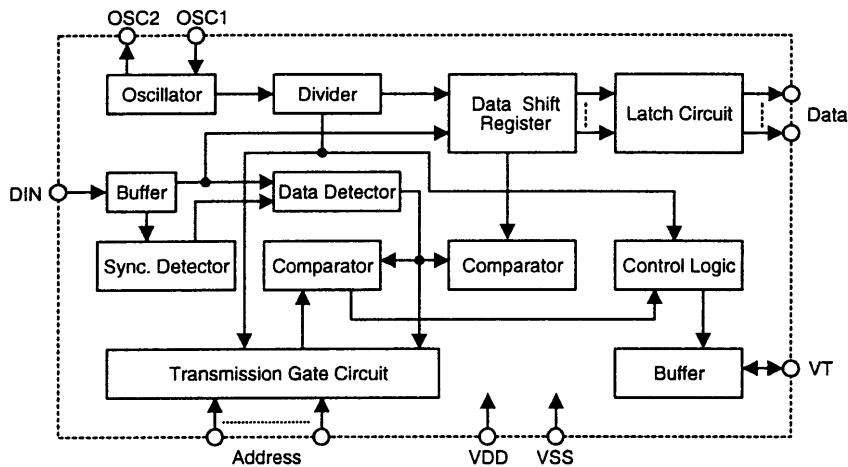 OSC2 OSC1
Oscillator
Divider
Data Shift
Register
Latch Circuit
Data
DIN
Buffer
Data Detector
Sync. Detector
Comparator
Comparator
Control Logic
Transmission Gate Circuit
Buffer
VT
Address
VDD
VSS